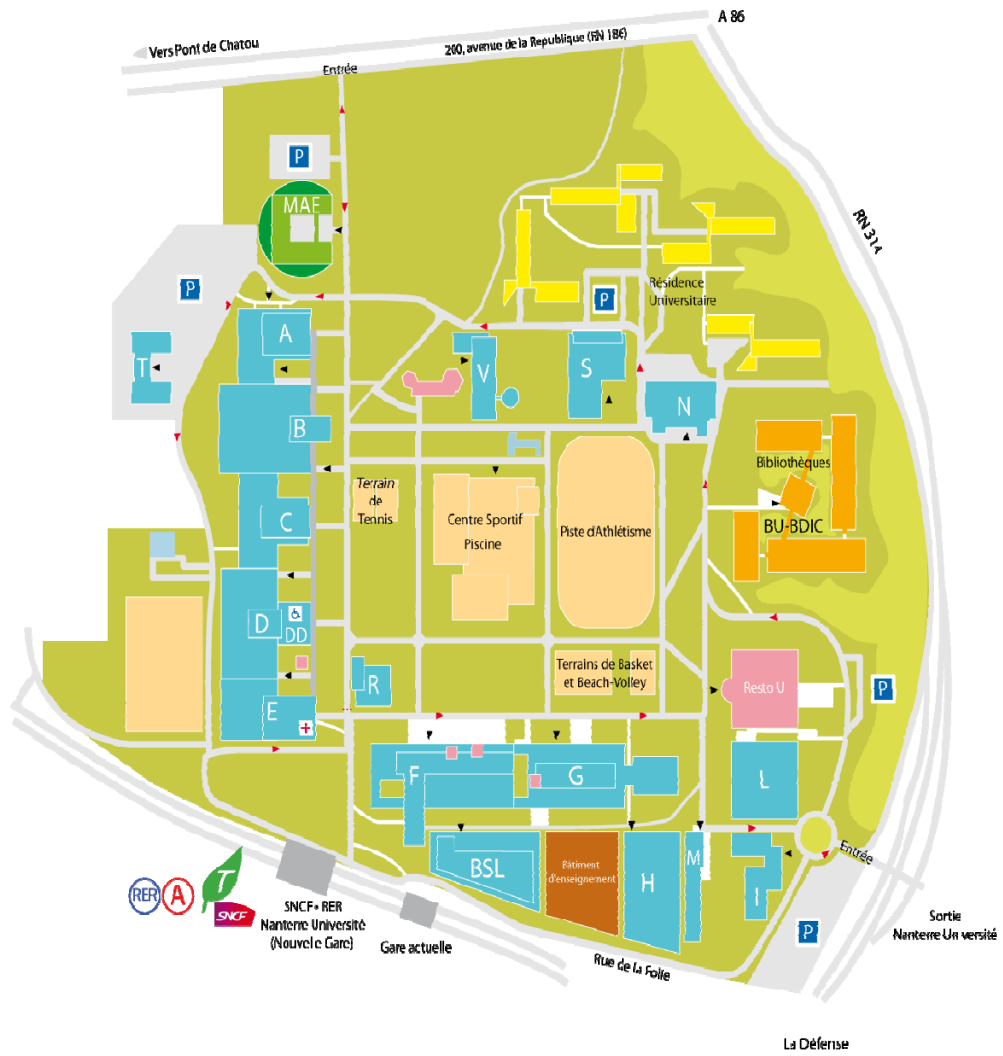 A 86
Vers Pont de Chatou
200, avenue de la Republique (RN 186)
Entrée
P
MAE
RN 314
P
Résidence
Universitaire
P
A
T
V
S
N
B
Bibliothèques
BU-BDIC
Terrain
de
Tennis
Centre Sportif
Piscine
Piste d'Athlétisme
C
D
DD
Terrains de Basket
et Beach-Volley
R
Resto U
P
E
F
G
L
Entrée
BSL
Bâtiment
d'enseignement
H
M
I
RER
A
T
SNCF
SNCF • RER
Nanterre Université
(Nouvel e Gare)
Gare actuelle
P
Sortie
Nanterre Un versité
Rue de la Folie
La Défense